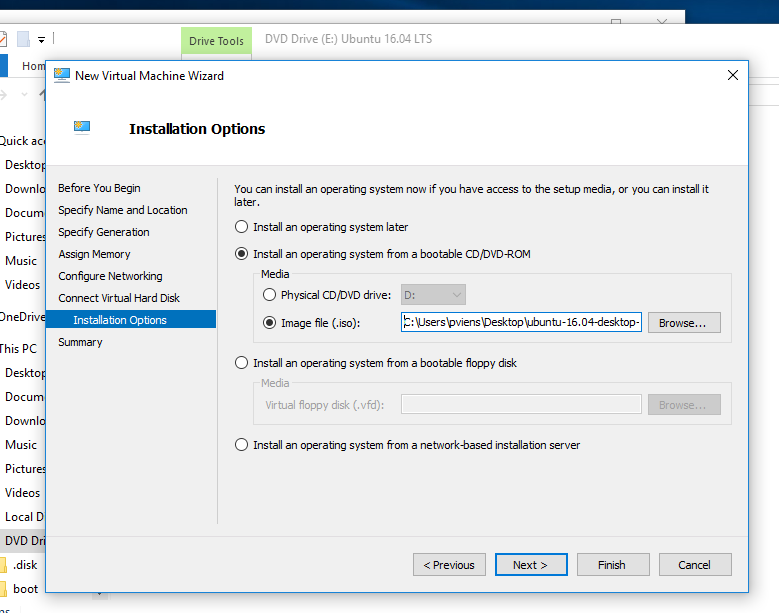 Drive Tools
DVD Drive (E:) Ubuntu 16.04 LTS
Hom
New Virtual Machine Wizard
Installation Options
Quick acc
Desktop
Downlo
Docum
Pictures
Music
Videos
OneDrive
This PC
Desktop
Docum
Downlo
Music
Pictures
Videos
Local D
DVD Dri
.disk
boot
Before You Begin
Specify Name and Location
Specify Generation
Assign Memory
Configure Networking
Connect Virtual Hard Disk
Installation Options
Summary
You can install an operating system now if you have access to the setup media, or you can install it
later.
Install an operating system later
Install an operating system from a bootable CD/DVD-ROM
Media
Physical CD/DVD drive:
D:
Image file (.iso):
C:\Users\pviens\Desktop\ubuntu-16.04-desktop-
Browse...
Install an operating system from a bootable floppy disk
Media
Virtual floppy disk (.vfd):
Browse...
Install an operating system from a network-based installation server
< Previous
Next >
Finish
Cancel